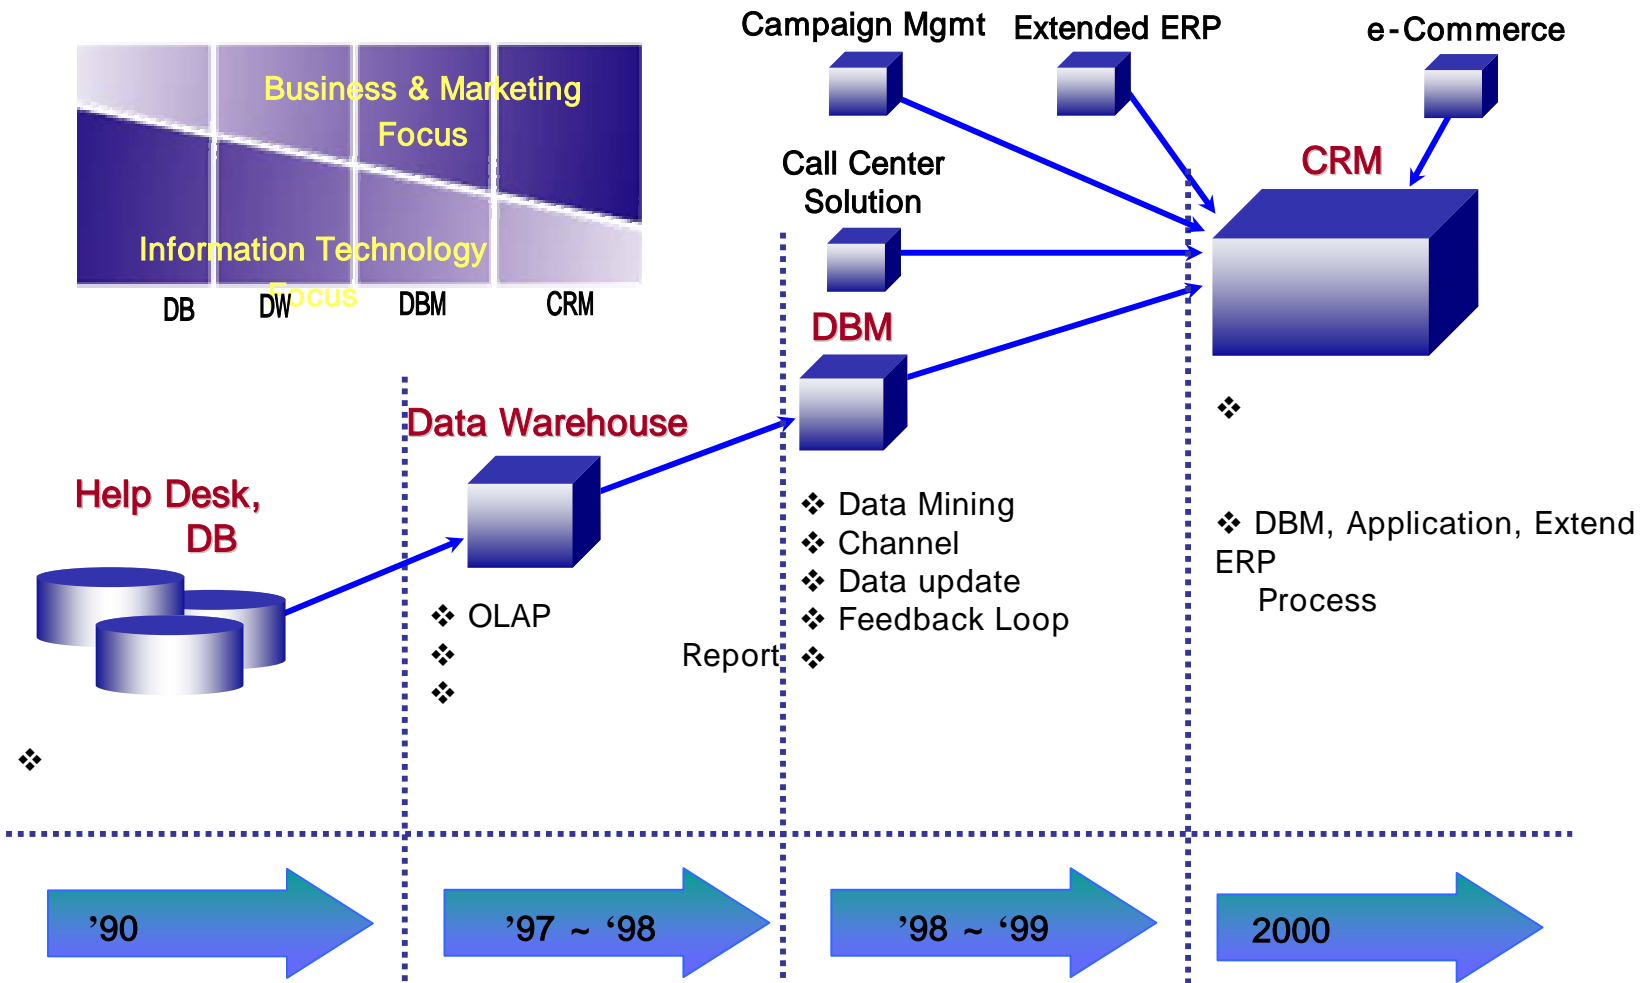 Campaign Mgmt
Extended ERP
e-Commerce
Business & Marketing
Focus
Information Technology
Focus
DB
DW
DBM
CRM
Call Center
Solution
CRM
DBM
Data Warehouse
Help Desk,
DB
❖ OLAP
❖ Report
❖
❖
❖ Data Mining
❖ Channel
❖ Data update
❖ Feedback Loop
❖
❖
❖ DBM, Application, Extend
ERP
Process
’90
’97 ~ ‘98
’98 ~ ‘99
2000